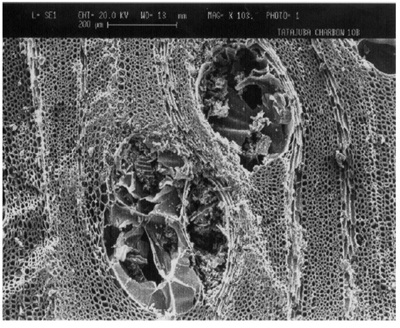 L= SE1 EHT= 20.0 KV WD= 13 mm MAG= X 103. PHOTO= 1
200 µm
TATAJUBA CHARBON 10B